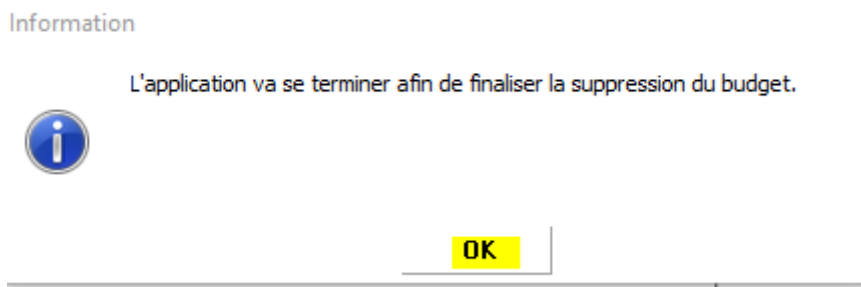 Information
L'application va se terminer afin de finaliser la suppression du budget.
OK